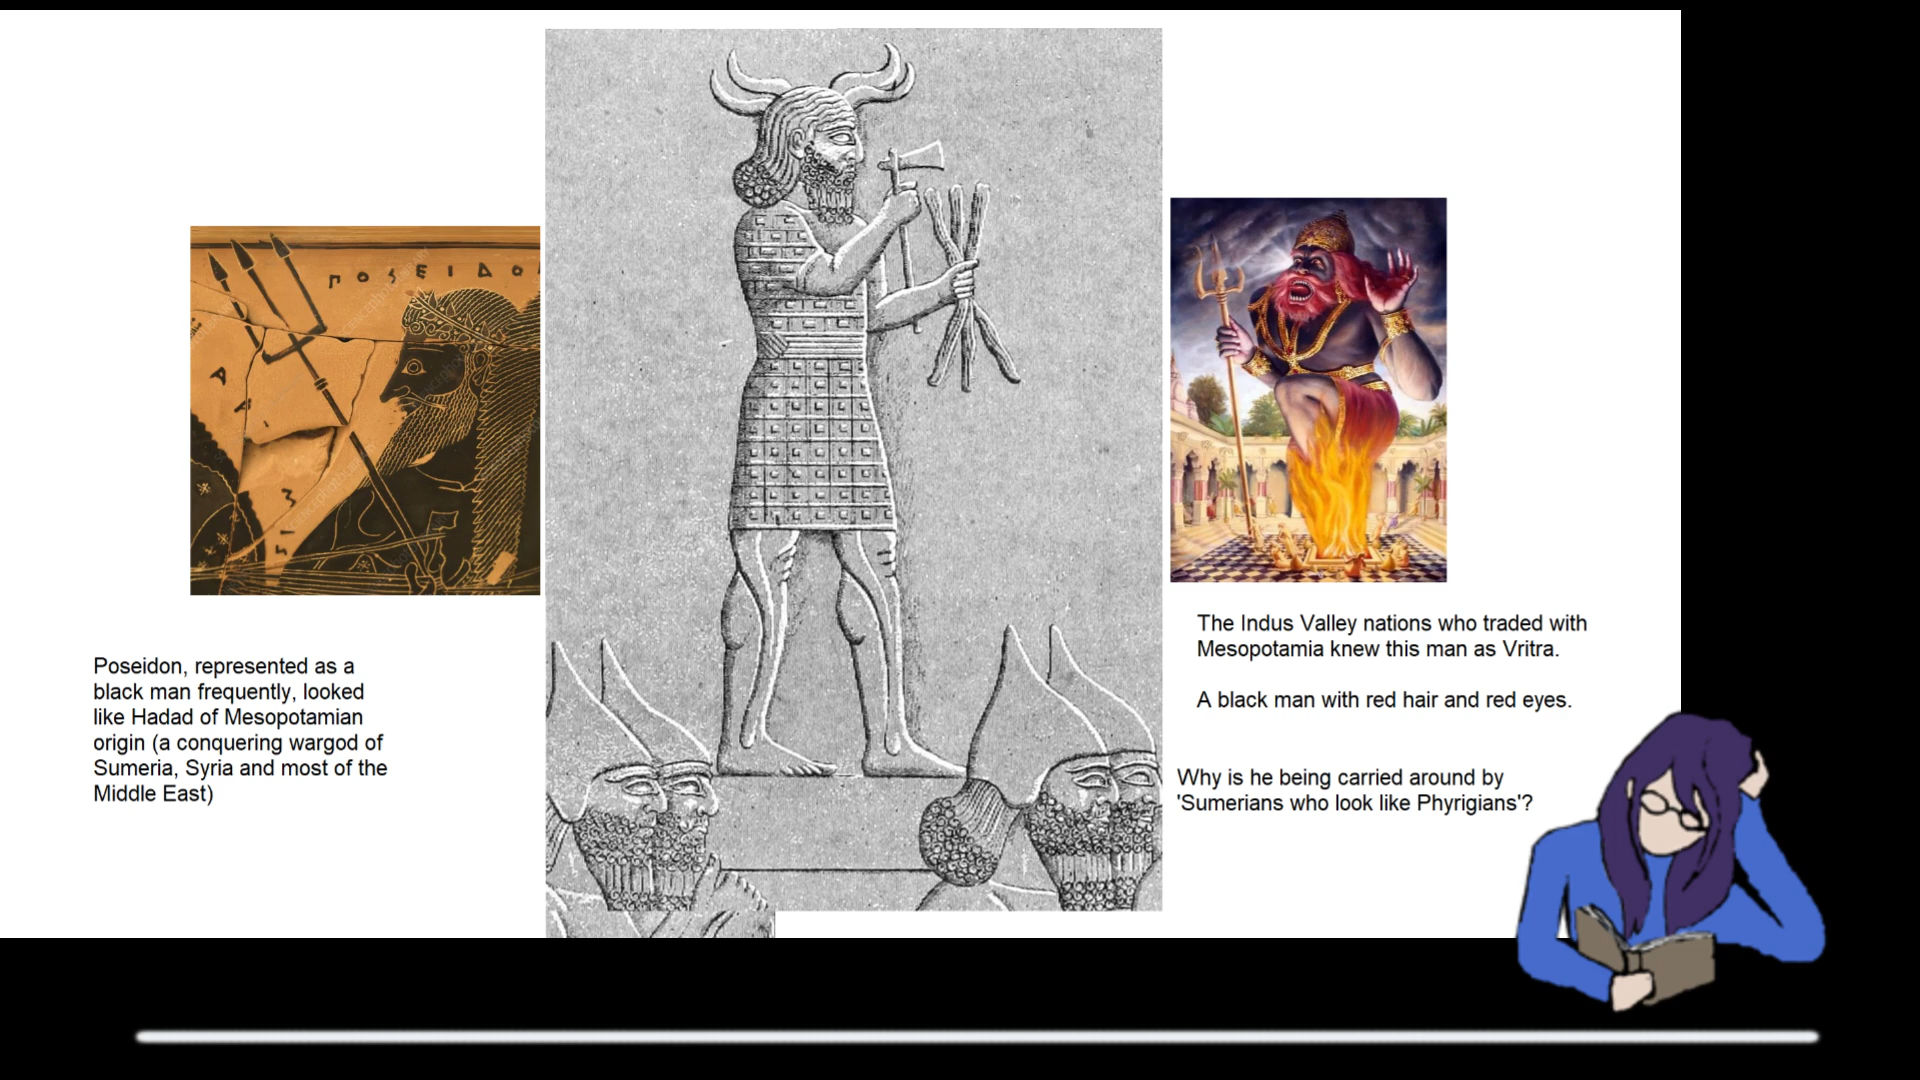 ΠΟΣΕΙΔΟ
Poseidon, represented as a
black man frequently, looked
like Hadad of Mesopotamian
origin (a conquering wargod of
Sumeria, Syria and most of the
Middle East)
The Indus Valley nations who traded with
Mesopotamia knew this man as Vritra.
A black man with red hair and red eyes.
Why is he being carried around by
'Sumerians who look like Phyrigians'?